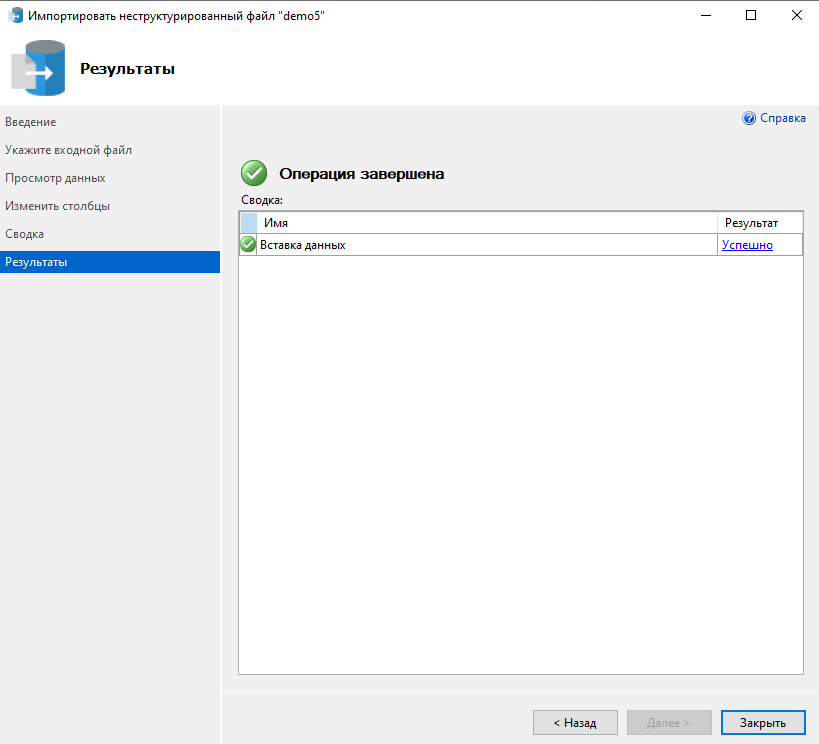 Импортировать неструктурированный файл "demo5"
Результаты
Введение
Укажите входной файл
Просмотр данных
Изменить столбцы
Сводка
Результаты
Справка
Операция завершена
Сводка:
Имя Результат
Вставка данных Успешно
< Назад Далее > Закрыть